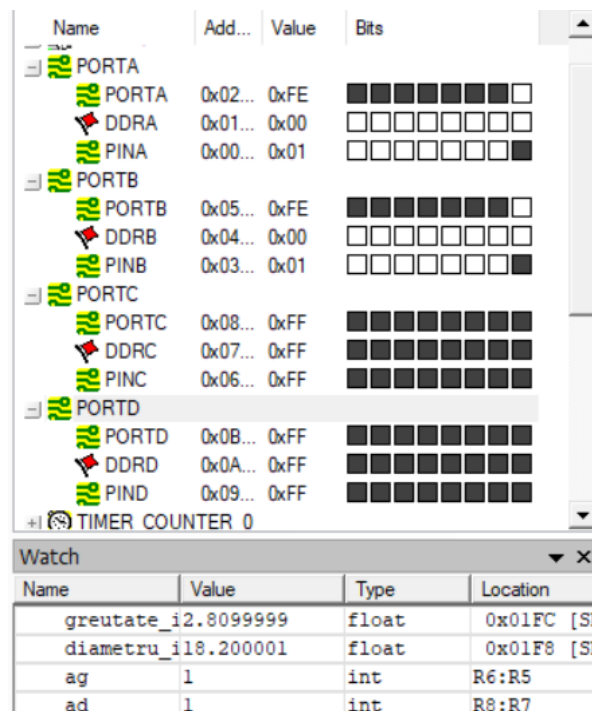 Name Add... Value Bits
PORTA
PORTA 0x02... 0xFE
DDRA 0x01... 0x00
PINA 0x00... 0x01
PORTB
PORTB 0x05... 0xFE
DDRB 0x04... 0x00
PINB 0x03... 0x01
PORTC
PORTC 0x08... 0xFF
DDRC 0x07... 0xFF
PINC 0x06... 0xFF
PORTD
PORTD 0x0B... 0xFF
DDRD 0x0A... 0xFF
PIND 0x09... 0xFF
TIMER COUNTER 0
Watch
Name Value Type Location
greutate_i 2.8099999 float 0x01FC [S
diametru_i 18.200001 float 0x01F8 [S
ag 1 int R6:R5
ad 1 int R8:R7